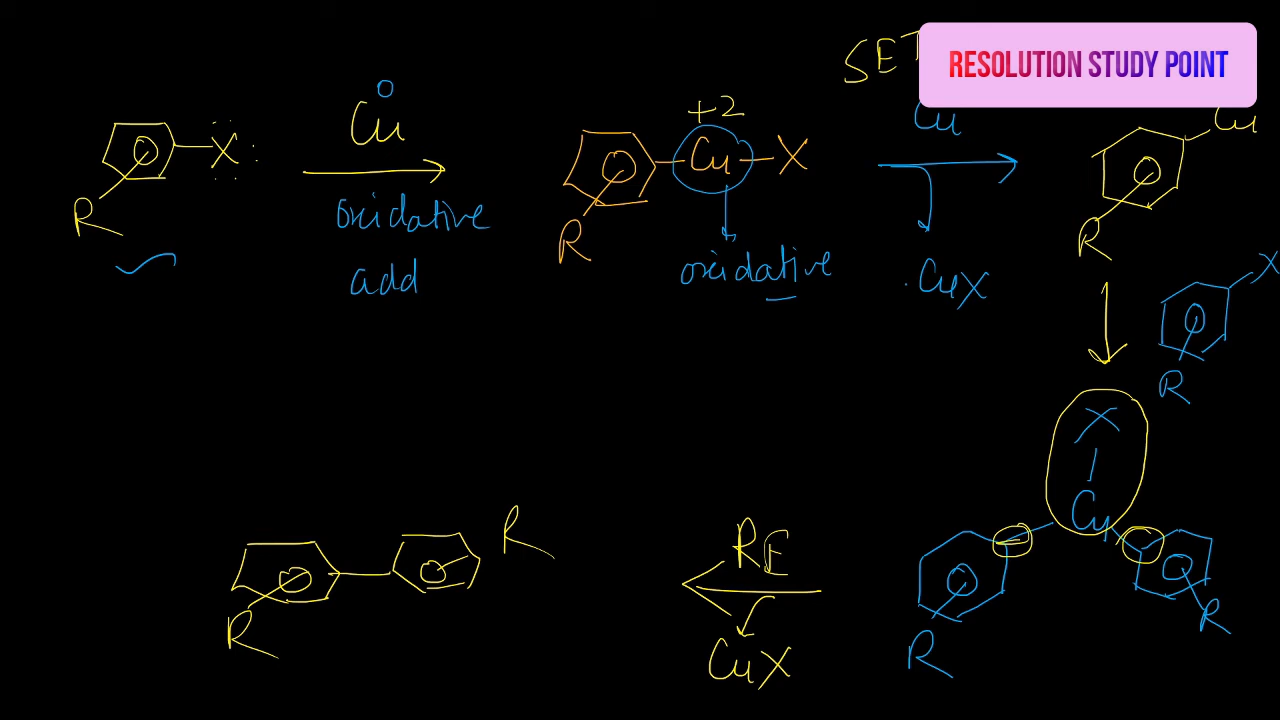 RESOLUTION STUDY POINT
SET
0
Cu
X
R
oxidative
add
+2
Cu
X
R
oxidative
Cu
CuX
Cu
R
X
R
X
Cu
R
R
RE
CuX
R
R